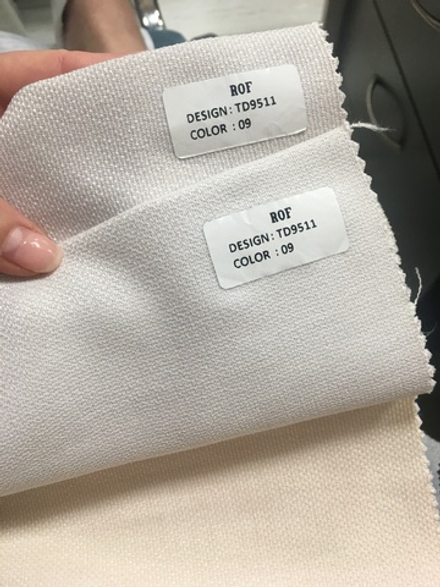 ROF
DESIGN: TD9511
COLOR : 09
ROF
DESIGN: TD9511
COLOR : 09